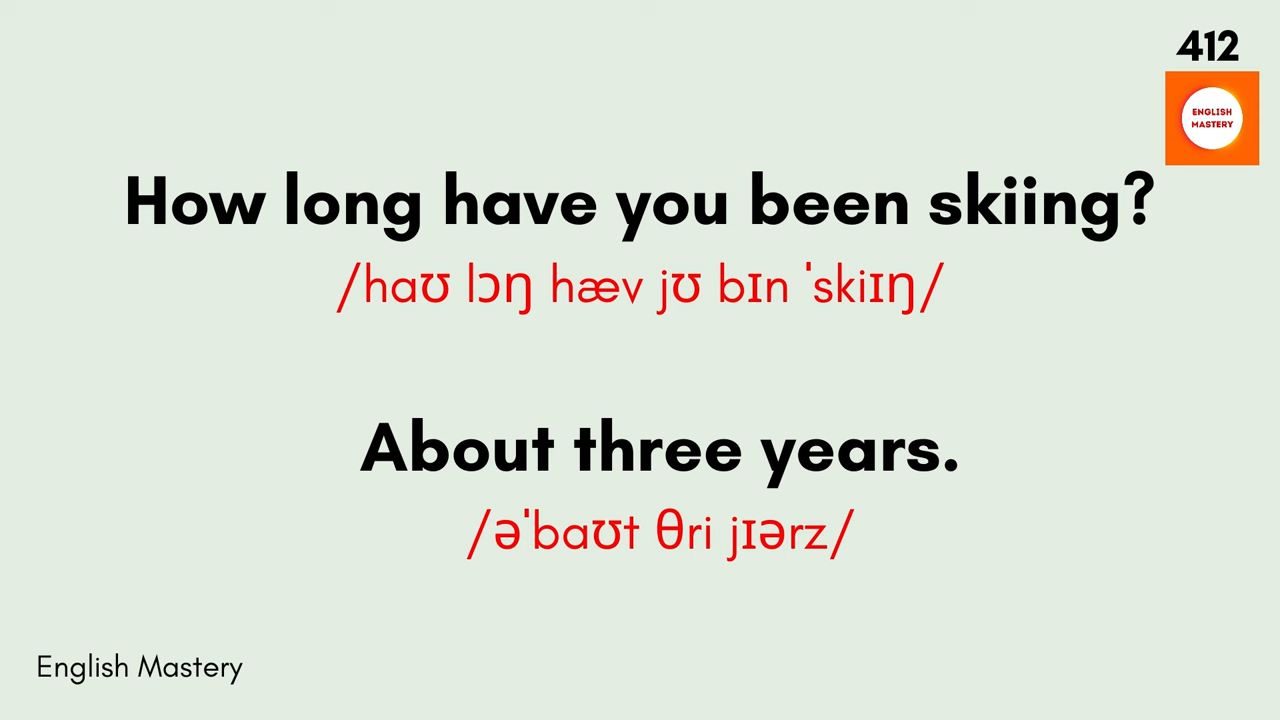 412
ENGLISH
MASTERY
How long have you been skiing?
/haʊ lɔŋ hæv jʊ bɪn ˈskiɪŋ/
About three years.
/əˈbaʊt θri jɪərz/
English Mastery